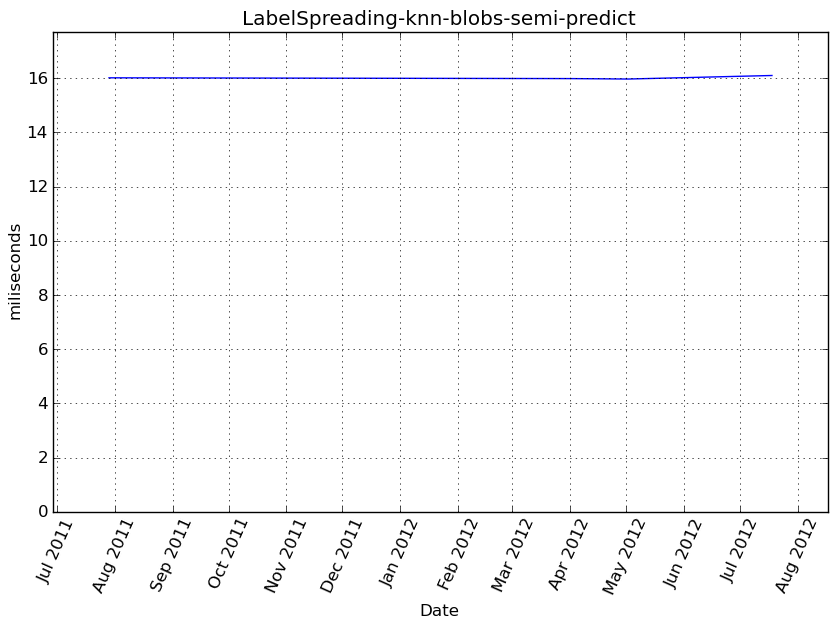 LabelSpreading-knn-blobs-semi-predict
miliseconds
16
14
12
10
8
6
4
2
0
Jul 2011
Aug 2011
Sep 2011
Oct 2011
Nov 2011
Dec 2011
Jan 2012
Feb 2012
Mar 2012
Apr 2012
May 2012
Jun 2012
Jul 2012
Aug 2012
Date